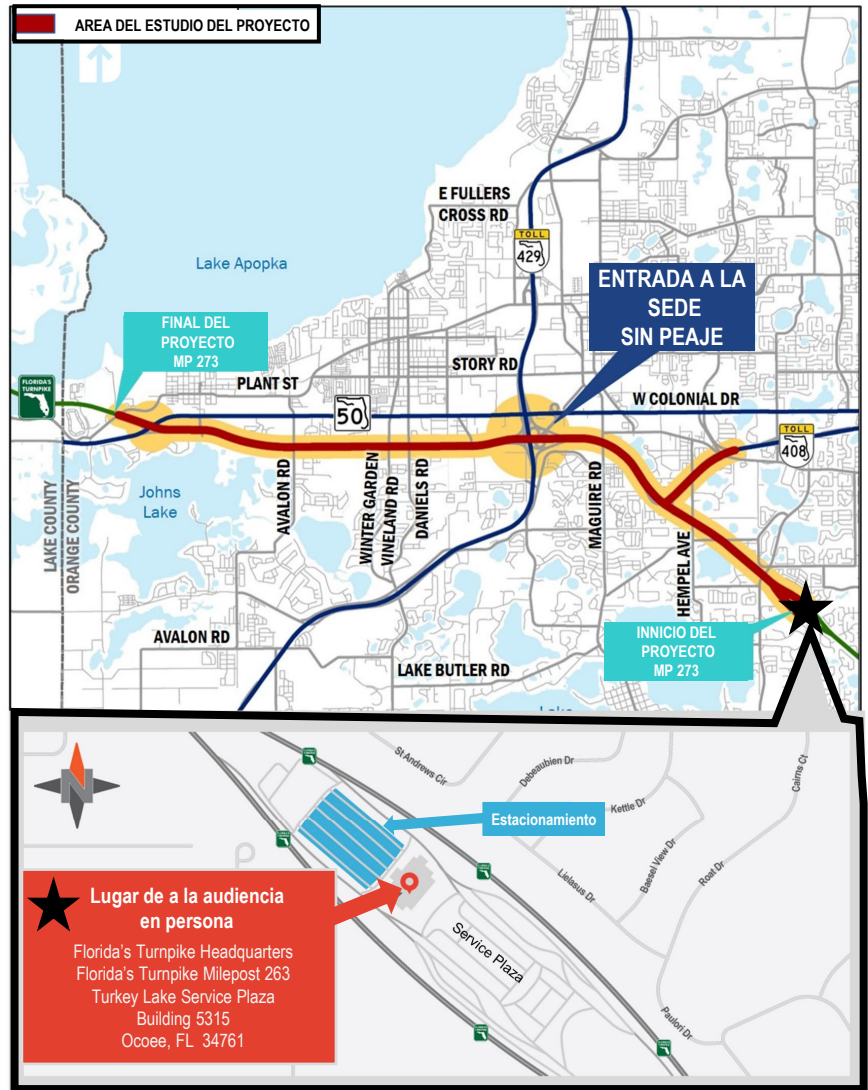 AREA DEL ESTUDIO DEL PROYECTO
E FULLERS
CROSS RD
TOLL
429
Lake Apopka
ENTRADA A LA
SEDE
SIN PEAJE
FINAL DEL
PROYECTO
MP 273
STORY RD
PLANT ST
FLORIDA'S
TURNPIKE
50
W COLONIAL DR
TOLL
408
Johns
Lake
LAKE COUNTY
ORANGE COUNTY
AVALON RD
WINTER GARDEN
VINELAND RD
DANIELS RD
MAGUIRE RD
HEMPEL AVE
AVALON RD
INNICIO DEL
PROYECTO
MP 273
LAKE BUTLER RD
Lake
N
St Andrews Cir
Debeaubien Dr
Cairns Ct
Kettle Dr
Estacionamiento
Baesel View Dr
Roat Dr
Lielasus Dr
Lugar de a la audiencia
en persona
Florida's Turnpike Headquarters
Florida's Turnpike Milepost 263
Turkey Lake Service Plaza
Building 5315
Ocoee, FL 34761
P
Service Plaza
Paulori Dr